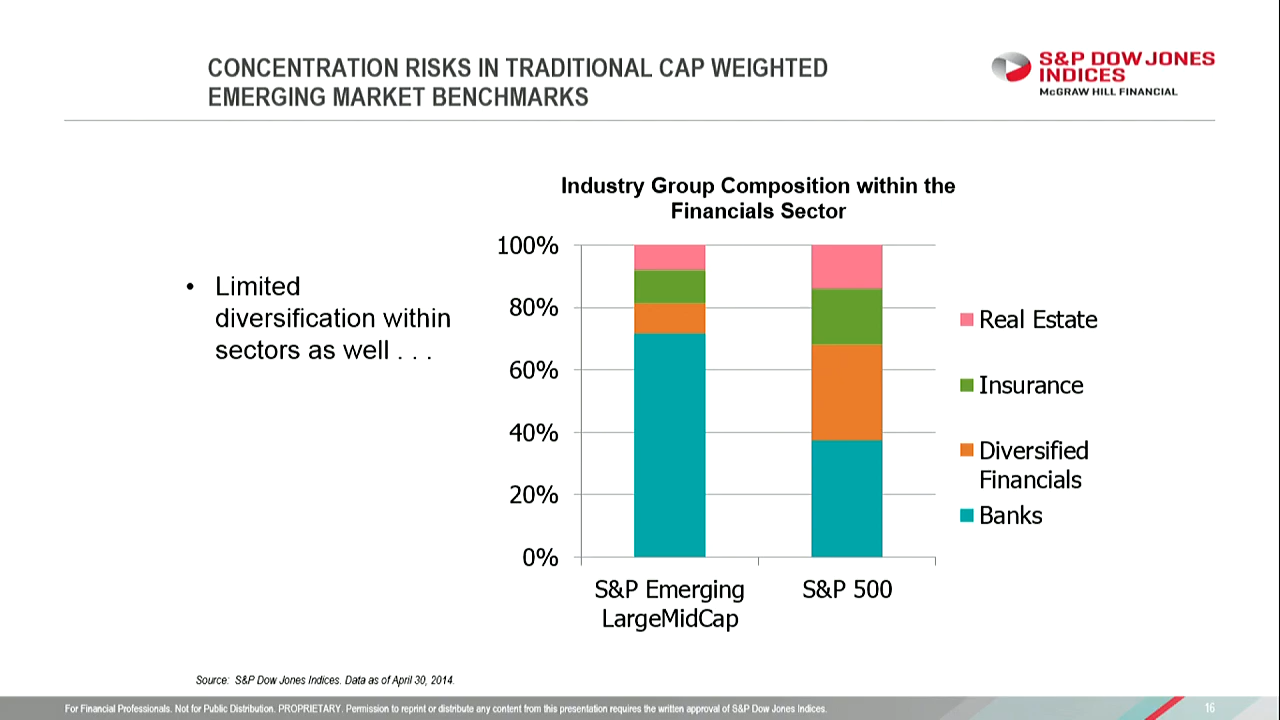 CONCENTRATION RISKS IN TRADITIONAL CAP WEIGHTED
EMERGING MARKET BENCHMARKS
S&P DOW JONES
INDICES
McGRAW HILL FINANCIAL
• Limited
diversification within
sectors as well . . .
Industry Group Composition within the
Financials Sector
100%
80%
60%
40%
20%
0%
S&P Emerging
LargeMidCap
S&P 500
Real Estate
Insurance
Diversified
Financials
Banks
Source: S&P Dow Jones Indices. Data as of April 30, 2014.
For Financial Professionals. Not for Public Distribution. PROPRIETARY. Permission to reprint or distribute any content from this presentation requires the written approval of S&P Dow Jones Indices.
16